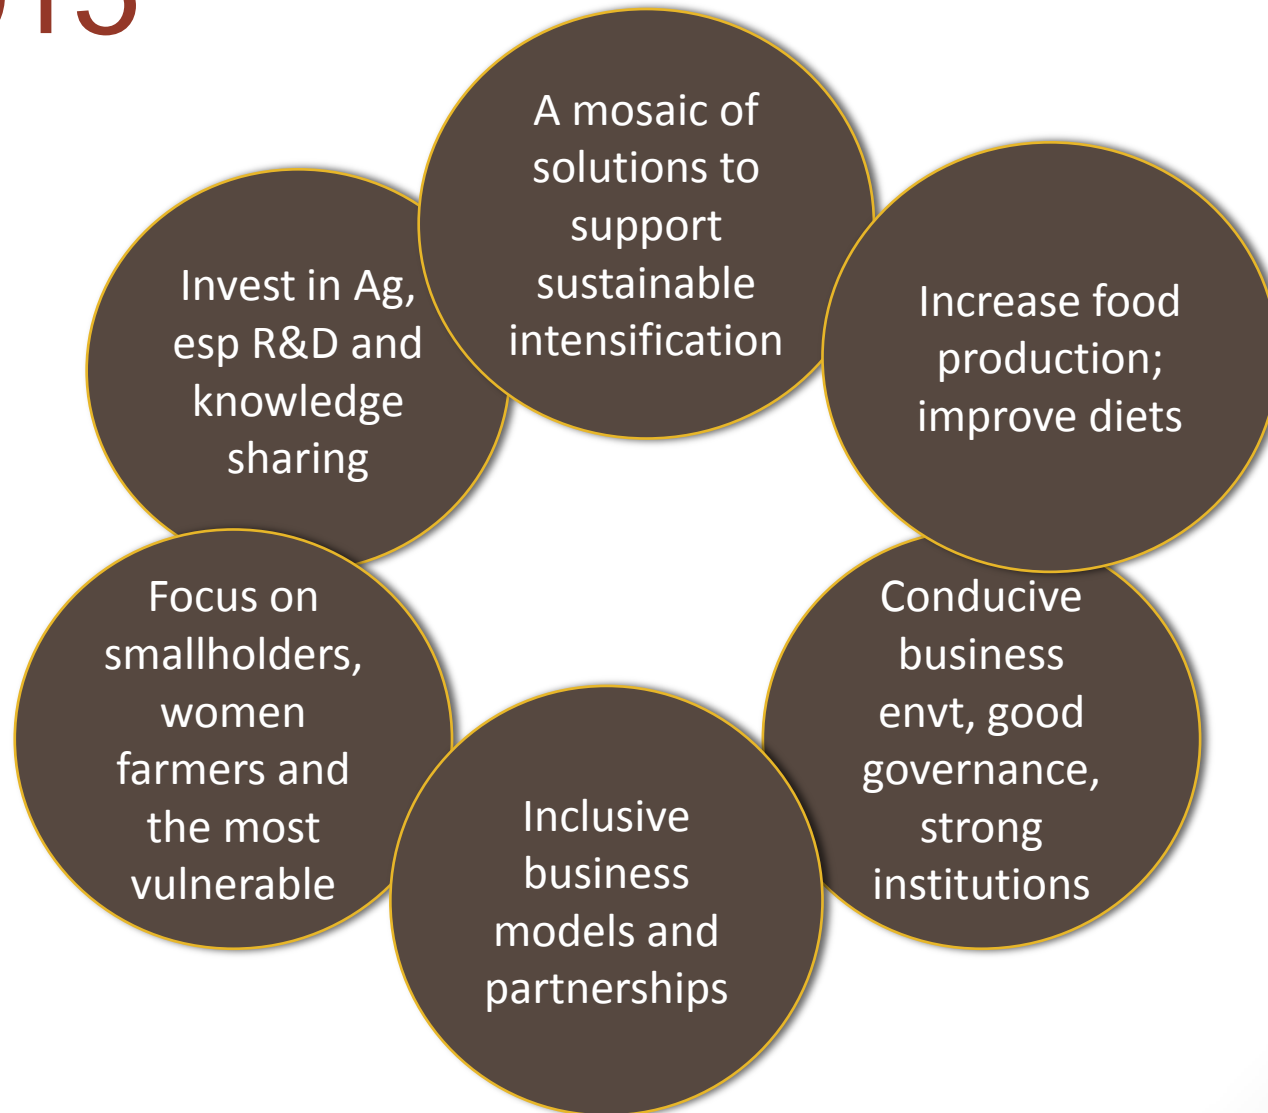 015
A mosaic of
solutions to
support
sustainable
intensification
Increase food
production;
improve diets
Conducive
business
envt, good
governance,
strong
institutions
Inclusive
business
models and
partnerships
Focus on
smallholders,
women
farmers and
the most
vulnerable
Invest in Ag,
esp R&D and
knowledge
sharing